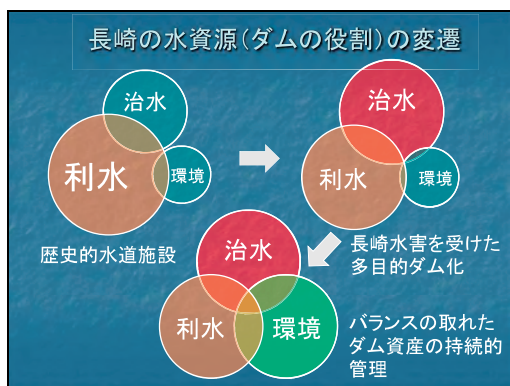 長崎の水資源（ダムの役割）の変遷
治水
利水
環境
歴史的水道施設
治水
利水
環境
長崎水害を受けた
多目的ダム化
治水
利水
環境
バランスの取れた
ダム資産の持続的
管理